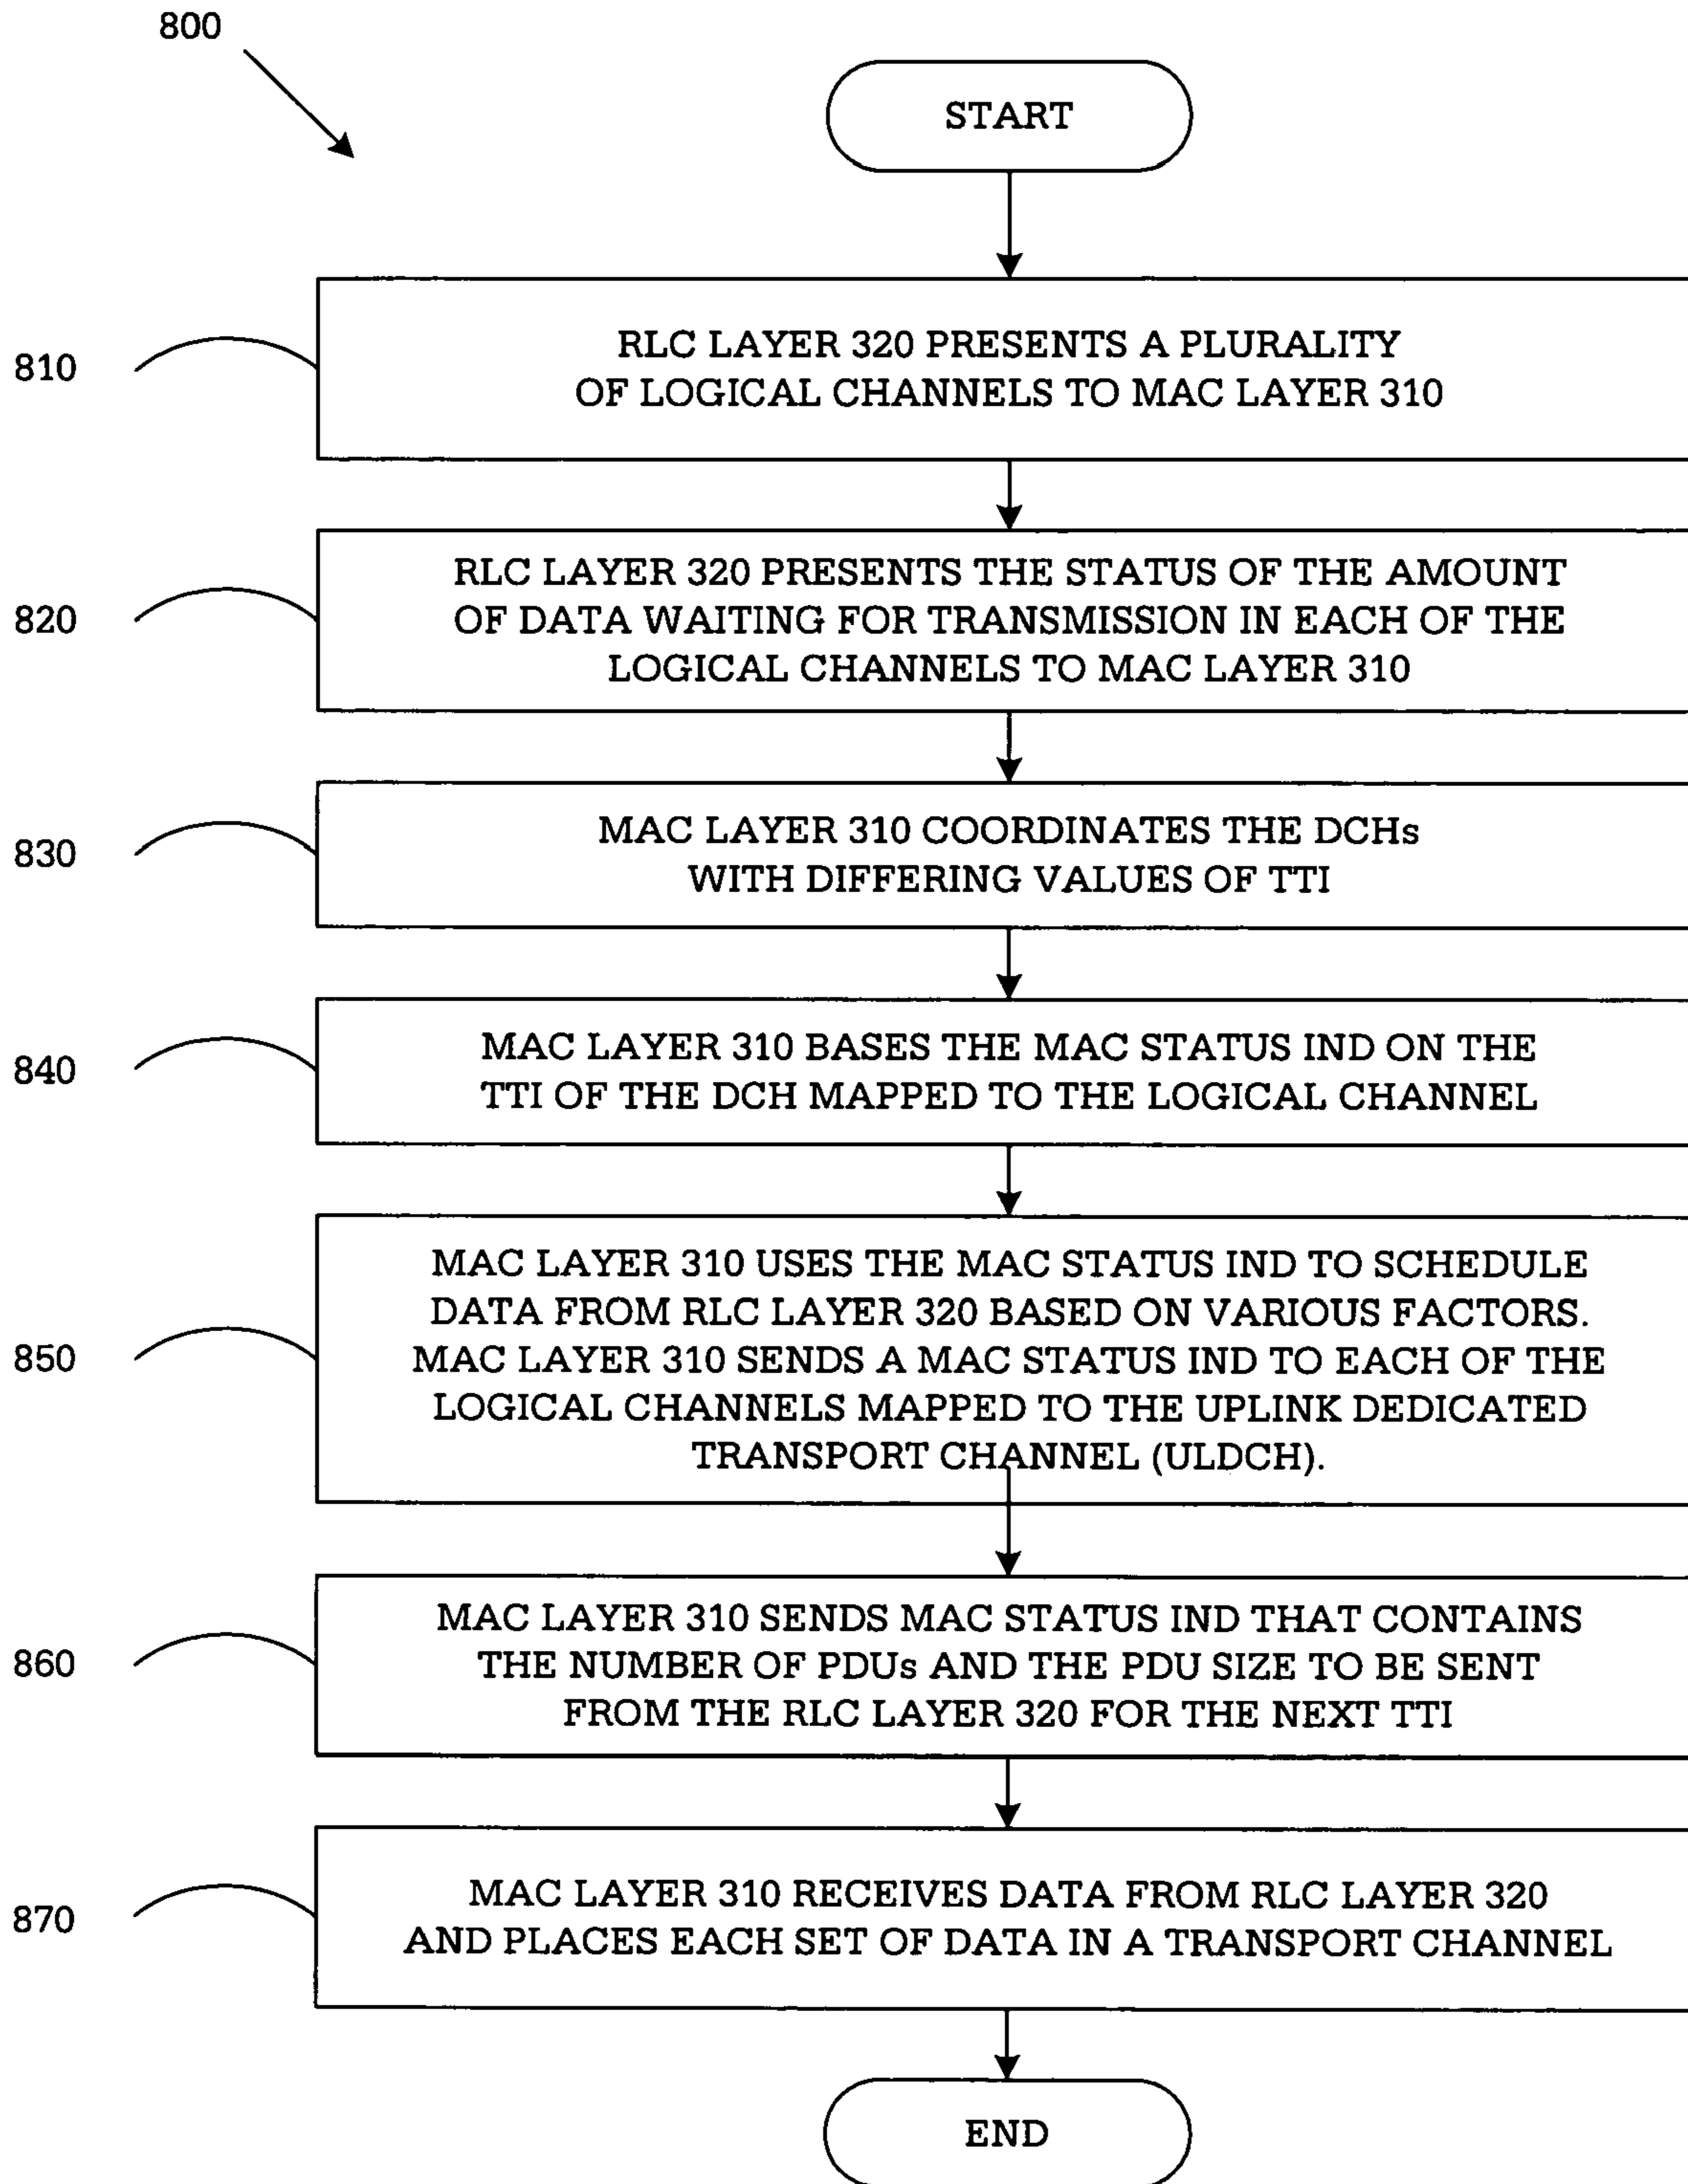 800
START
810
RLC LAYER 320 PRESENTS A PLURALITY
OF LOGICAL CHANNELS TO MAC LAYER 310
820
RLC LAYER 320 PRESENTS THE STATUS OF THE AMOUNT
OF DATA WAITING FOR TRANSMISSION IN EACH OF THE
LOGICAL CHANNELS TO MAC LAYER 310
830
MAC LAYER 310 COORDINATES THE DCHs
WITH DIFFERING VALUES OF TTI
840
MAC LAYER 310 BASES THE MAC STATUS IND ON THE
TTI OF THE DCH MAPPED TO THE LOGICAL CHANNEL
850
MAC LAYER 310 USES THE MAC STATUS IND TO SCHEDULE
DATA FROM RLC LAYER 320 BASED ON VARIOUS FACTORS.
MAC LAYER 310 SENDS A MAC STATUS IND TO EACH OF THE
LOGICAL CHANNELS MAPPED TO THE UPLINK DEDICATED
TRANSPORT CHANNEL (ULDCH).
860
MAC LAYER 310 SENDS MAC STATUS IND THAT CONTAINS
THE NUMBER OF PDUs AND THE PDU SIZE TO BE SENT
FROM THE RLC LAYER 320 FOR THE NEXT TTI
870
MAC LAYER 310 RECEIVES DATA FROM RLC LAYER 320
AND PLACES EACH SET OF DATA IN A TRANSPORT CHANNEL
END